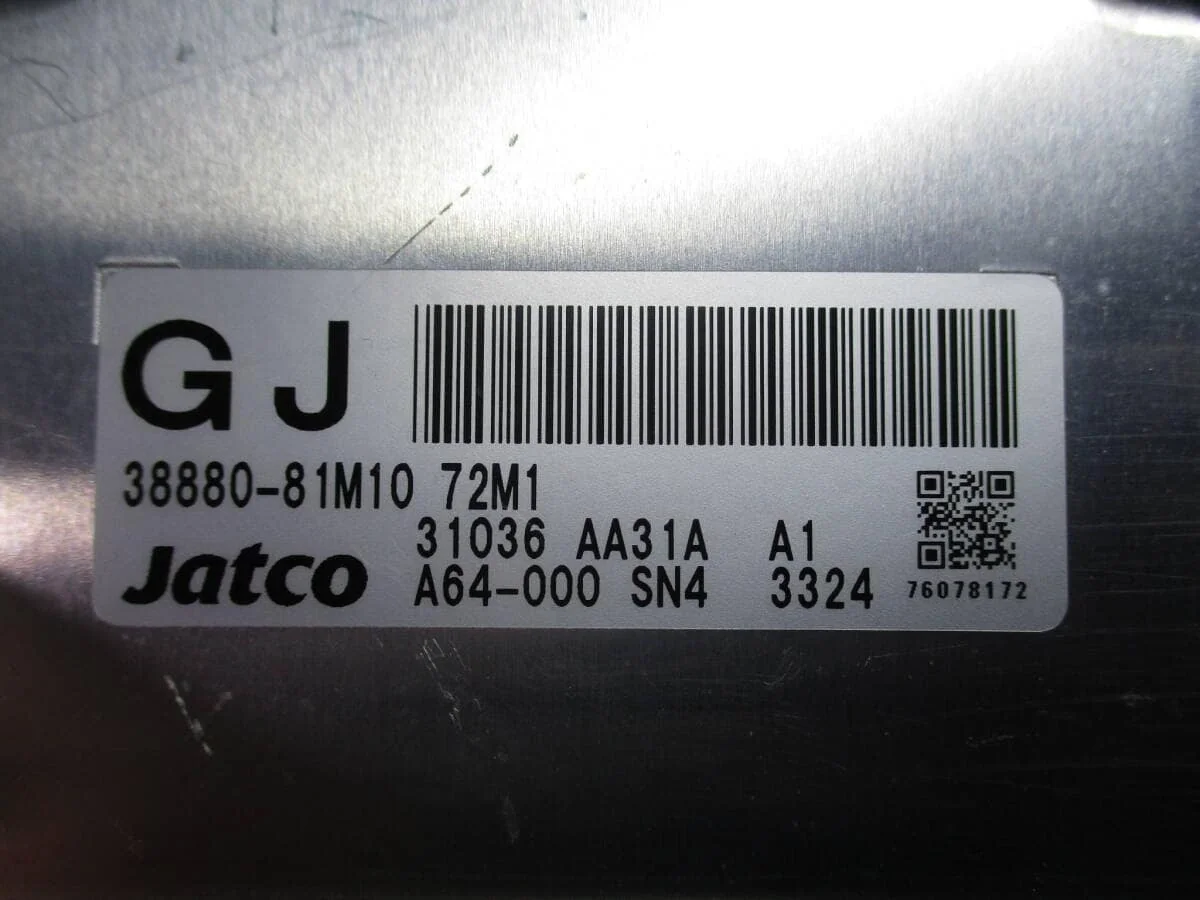 GJ
38880-81M10 72M1
31036 AA31A A1
Jatco A64-000 SN4 3324 76078172